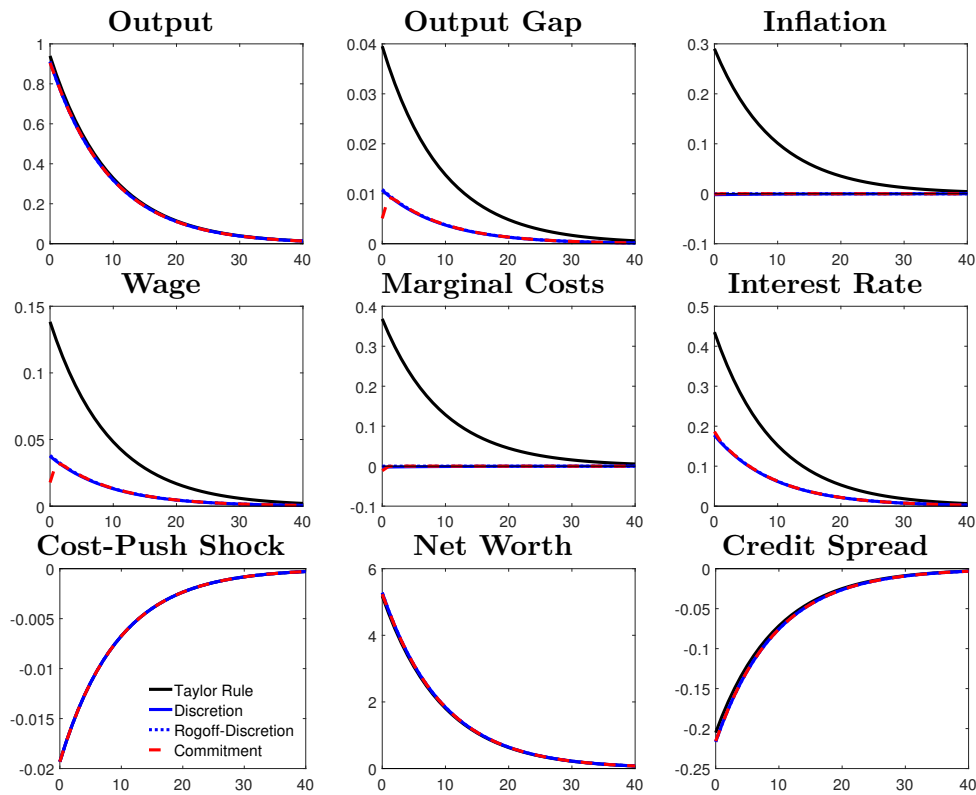 Output
Output Gap
Inflation
1
0.8
0.6
0.4
0.2
0
0 10 20 30 40
0.04
0.03
0.02
0.01
0
0 10 20 30 40
0.3
0.2
0.1
0
-0.1
0 10 20 30 40
Wage
Marginal Costs
Interest Rate
0.15
0.1
0.05
0
0 10 20 30 40
0.4
0.3
0.2
0.1
0
-0.1
0 10 20 30 40
0.5
0.4
0.3
0.2
0.1
0
0 10 20 30 40
Cost-Push Shock
Net Worth
Credit Spread
0
-0.005
-0.01
-0.015
-0.02
0 10 20 30 40
Taylor Rule
Discretion
Rogoff-Discretion
Commitment
6
4
2
0
0 10 20 30 40
0
-0.05
-0.1
-0.15
-0.2
-0.25
0 10 20 30 40